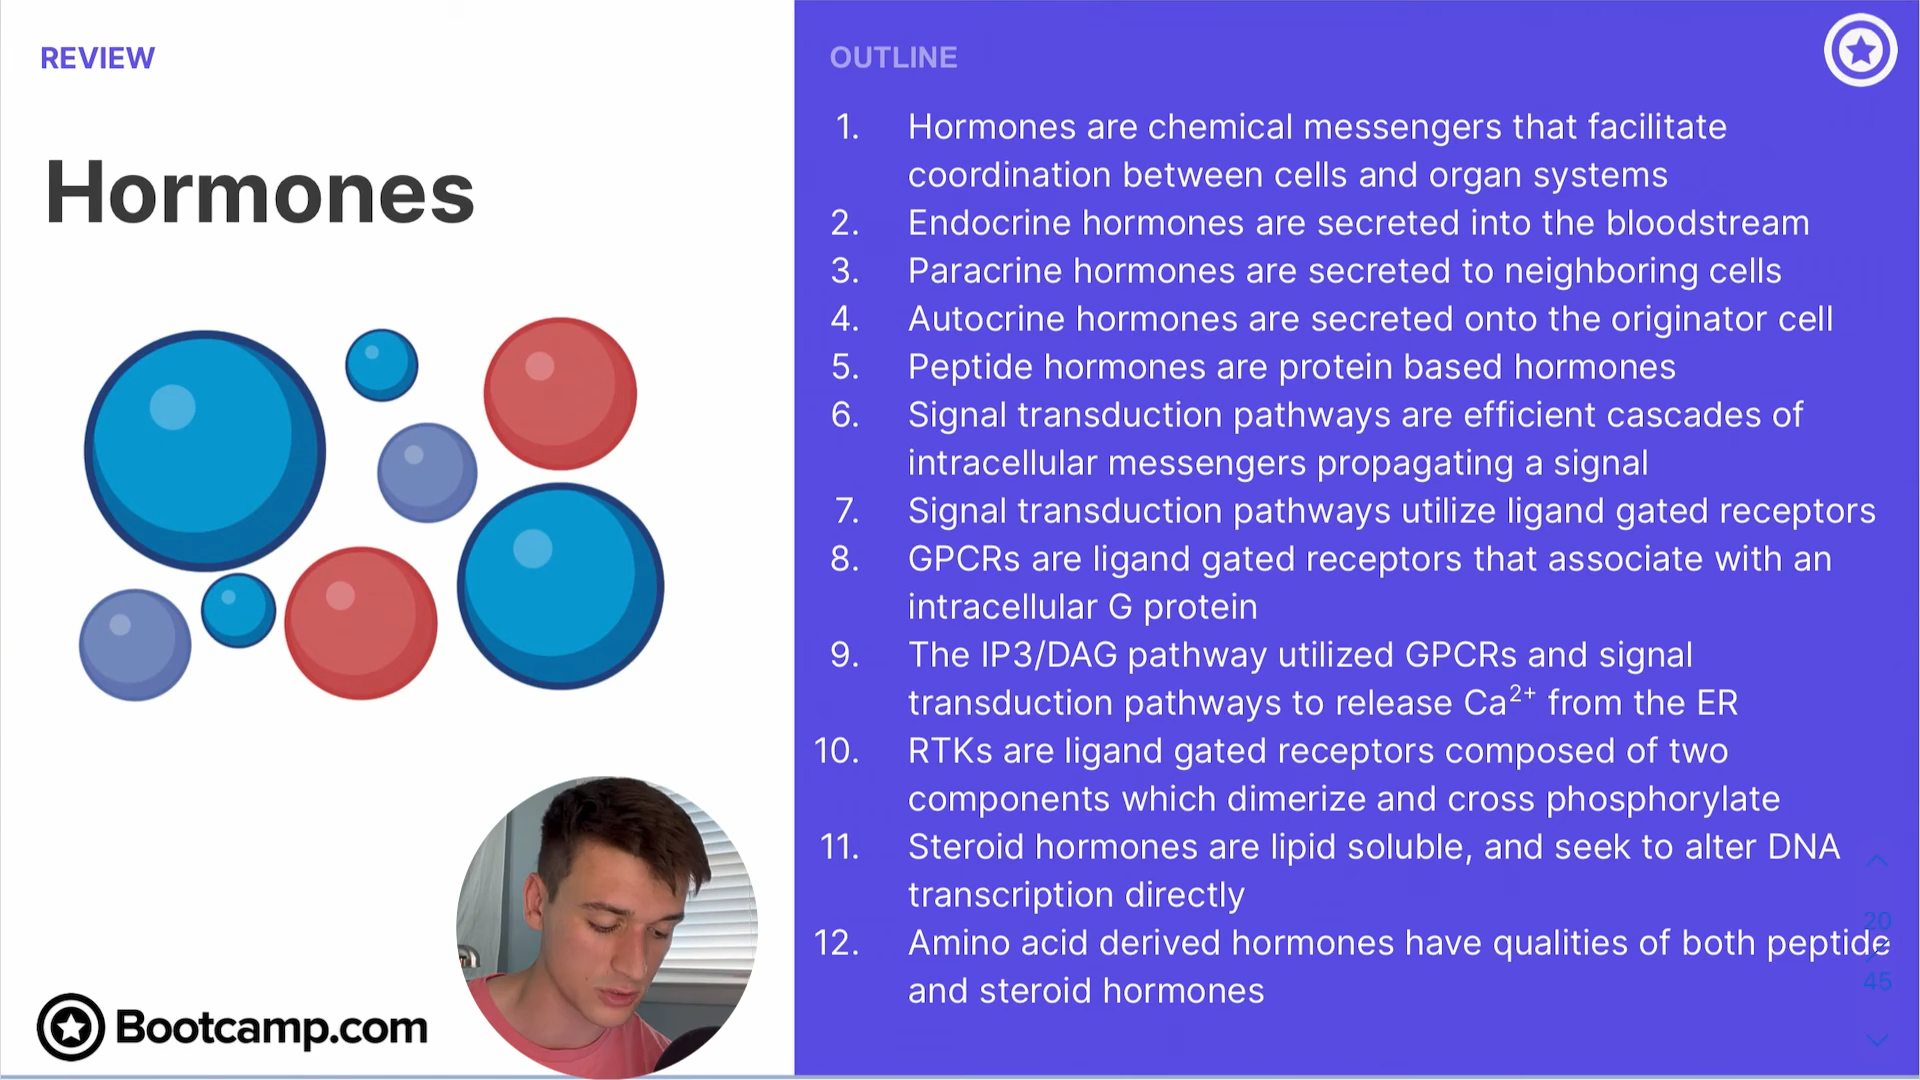 REVIEW
Hormones
Bootcamp.com
OUTLINE
1. Hormones are chemical messengers that facilitate
coordination between cells and organ systems
2. Endocrine hormones are secreted into the bloodstream
3. Paracrine hormones are secreted to neighboring cells
4. Autocrine hormones are secreted onto the originator cell
5. Peptide hormones are protein based hormones
6. Signal transduction pathways are efficient cascades of
intracellular messengers propagating a signal
7. Signal transduction pathways utilize ligand gated receptors
8. GPCRs are ligand gated receptors that associate with an
intracellular G protein
9. The IP3/DAG pathway utilized GPCRs and signal
transduction pathways to release Ca²⁺ from the ER
10. RTKs are ligand gated receptors composed of two
components which dimerize and cross phosphorylate
11. Steroid hormones are lipid soluble, and seek to alter DNA
transcription directly
12. Amino acid derived hormones have qualities of both peptide
and steroid hormones
20
/
45